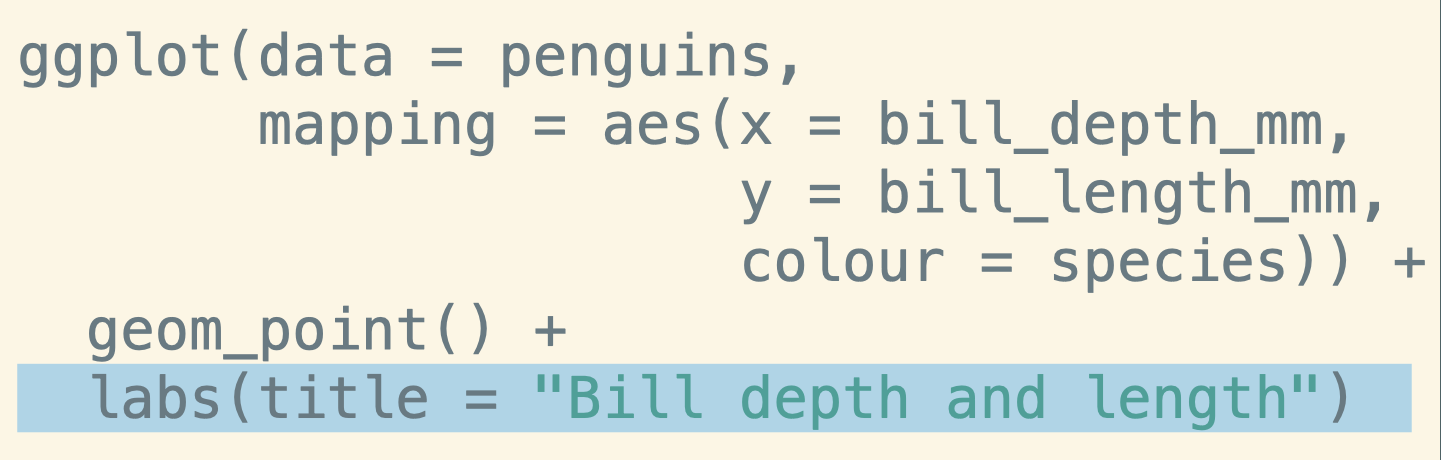 ggplot(data = penguins,
       mapping = aes(x = bill_depth_mm,
                     y = bill_length_mm,
                     colour = species)) +
  geom_point() +
  labs(title = "Bill depth and length")